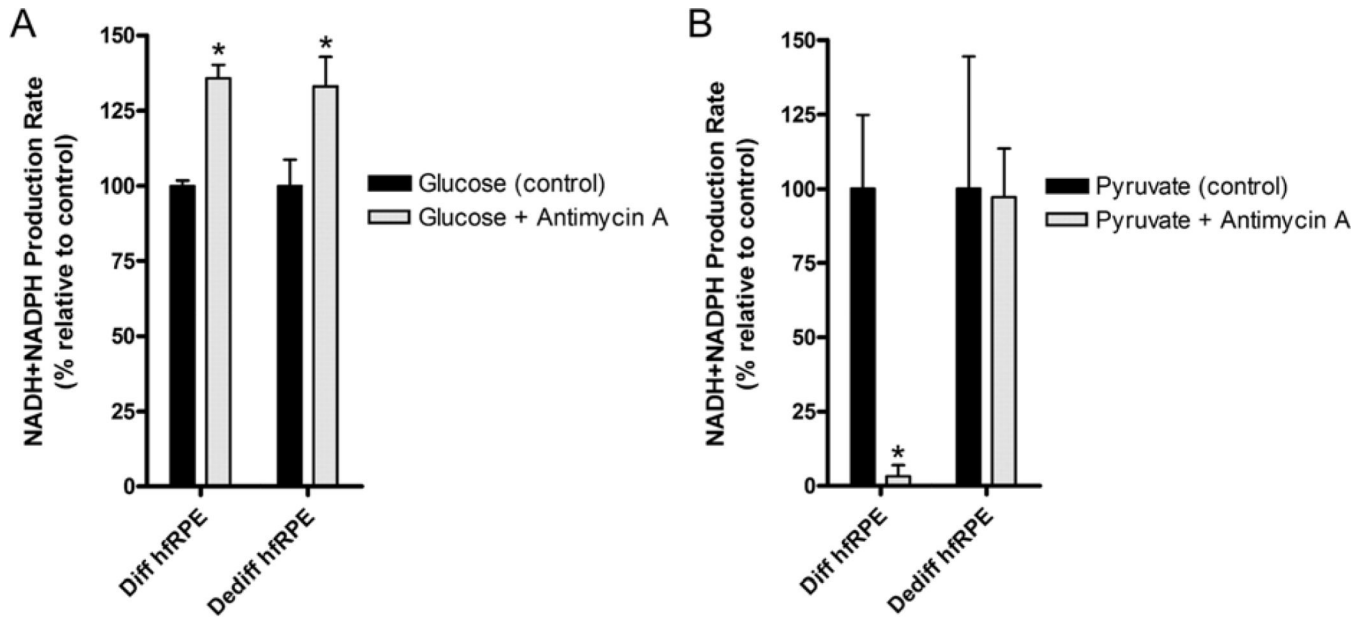 A
NADH+NADPH Production Rate
(% relative to control)
150
125
100
75
50
25
0
*
*
Diff hfRPE
Dediff hfRPE
Glucose (control)
Glucose + Antimycin A
B
NADH+NADPH Production Rate
(% relative to control)
150
125
100
75
50
25
0
*
Diff hfRPE
Dediff hfRPE
Pyruvate (control)
Pyruvate + Antimycin A